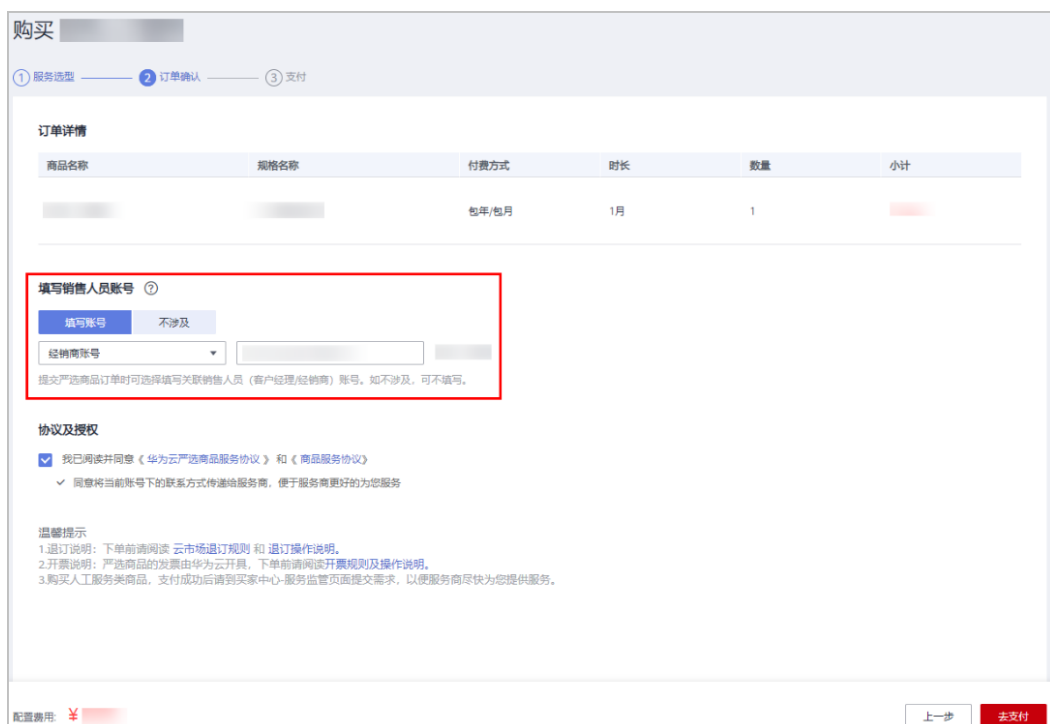 购买
1 服务选型 2 订单确认 3 支付
订单详情
商品名称 规格名称 付费方式 时长 数量 小计
包年/包月 1月 1
填写销售人员账号 ?
填写账号 不涉及
经销商账号
提交严选商品订单时可选择填写关联销售人员（客户经理/经销商）账号。如不涉及，可不填写。
协议及授权
我已阅读并同意《 华为云严选商品服务协议 》 和《 商品服务协议》
同意将当前账号下的联系方式传递给服务商，便于服务商更好的为您服务
温馨提示
1.退订说明：下单前请阅读 云市场退订规则 和 退订操作说明。
2.开票说明：严选商品的发票由华为云开具，下单前请阅读开票规则及操作说明。
3.购买人工服务类商品，支付成功后请到买家中心-服务监管页面提交需求，以便服务商尽快为您提供服务。
配置费用: ¥
上一步 去支付